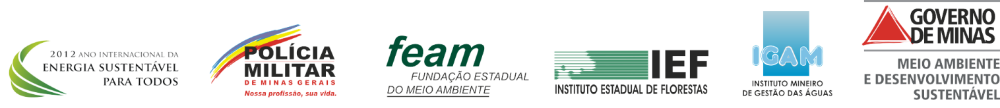 2012 ANO INTERNACIONAL DA
ENERGIA SUSTENTÁVEL
PARA TODOS
POLÍCIA
MILITAR
DE MINAS GERAIS
Nossa profissão, sua vida.
feam
FUNDAÇÃO ESTADUAL
DO MEIO AMBIENTE
IEF
INSTITUTO ESTADUAL DE FLORESTAS
IGAM
INSTITUTO MINEIRO
DE GESTÃO DAS ÁGUAS
GOVERNO
DE MINAS
MEIO AMBIENTE
E DESENVOLVIMENTO
SUSTENTÁVEL